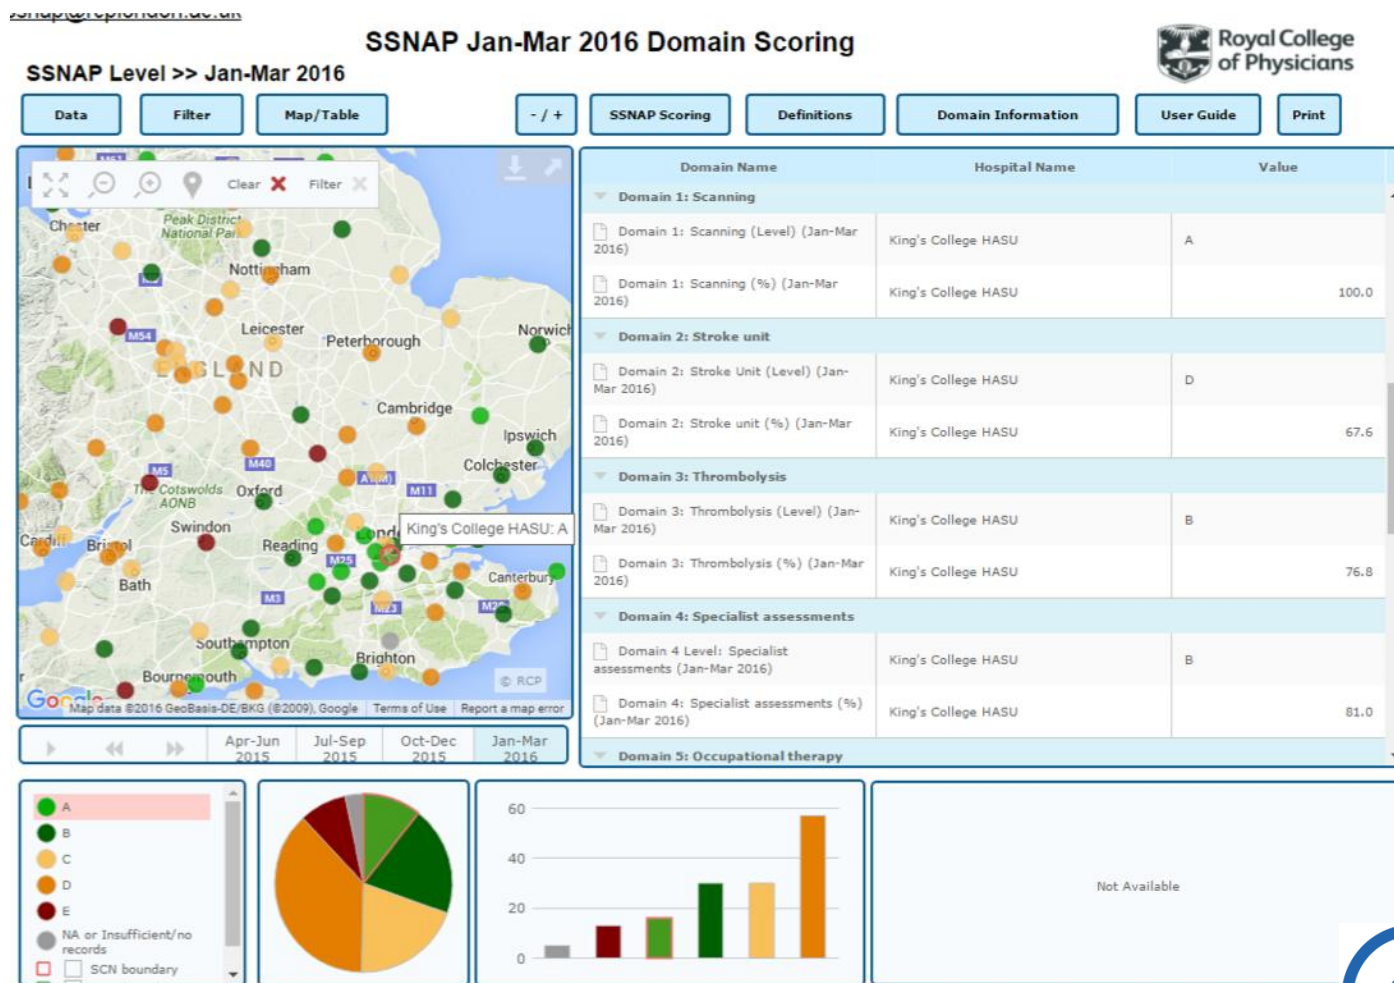 ssnap@rcplondon.ac.uk
SSNAP Jan-Mar 2016 Domain Scoring
Royal College
of Physicians
SSNAP Level >> Jan-Mar 2016
Data
Filter
Map/Table
- / +
SSNAP Scoring
Definitions
Domain Information
User Guide
Print
Clear
Filter
Chester
Peak District
National Park
Nottingham
M54
Leicester
Peterborough
Norwich
ENGLAND
Cambridge
Ipswich
Colchester
M5
M40
A1(M)
M11
The Cotswolds
AONB
Oxford
Swindon
King's College HASU: A
Cardiff
Bristol
Reading
M25
Bath
Canterbury
M3
M23
Southampton
Brighton
Bournemouth
© RCP
Google
Map data ©2016 GeoBasis-DE/BKG (©2009), Google
Terms of Use
Report a map error
Apr-Jun
2015
Jul-Sep
2015
Oct-Dec
2015
Jan-Mar
2016
Domain Name
Hospital Name
Value
Domain 1: Scanning
Domain 1: Scanning (Level) (Jan-Mar
2016)
King's College HASU
A
Domain 1: Scanning (%) (Jan-Mar
2016)
King's College HASU
100.0
Domain 2: Stroke unit
Domain 2: Stroke Unit (Level) (Jan-
Mar 2016)
King's College HASU
D
Domain 2: Stroke unit (%) (Jan-Mar
2016)
King's College HASU
67.6
Domain 3: Thrombolysis
Domain 3: Thrombolysis (Level) (Jan-
Mar 2016)
King's College HASU
B
Domain 3: Thrombolysis (%) (Jan-Mar
2016)
King's College HASU
76.8
Domain 4: Specialist assessments
Domain 4 Level: Specialist
assessments (Jan-Mar 2016)
King's College HASU
B
Domain 4: Specialist assessments (%)
(Jan-Mar 2016)
King's College HASU
81.0
Domain 5: Occupational therapy
A
B
C
D
E
NA or Insufficient/no
records
SCN boundary
60
40
20
0
Not Available